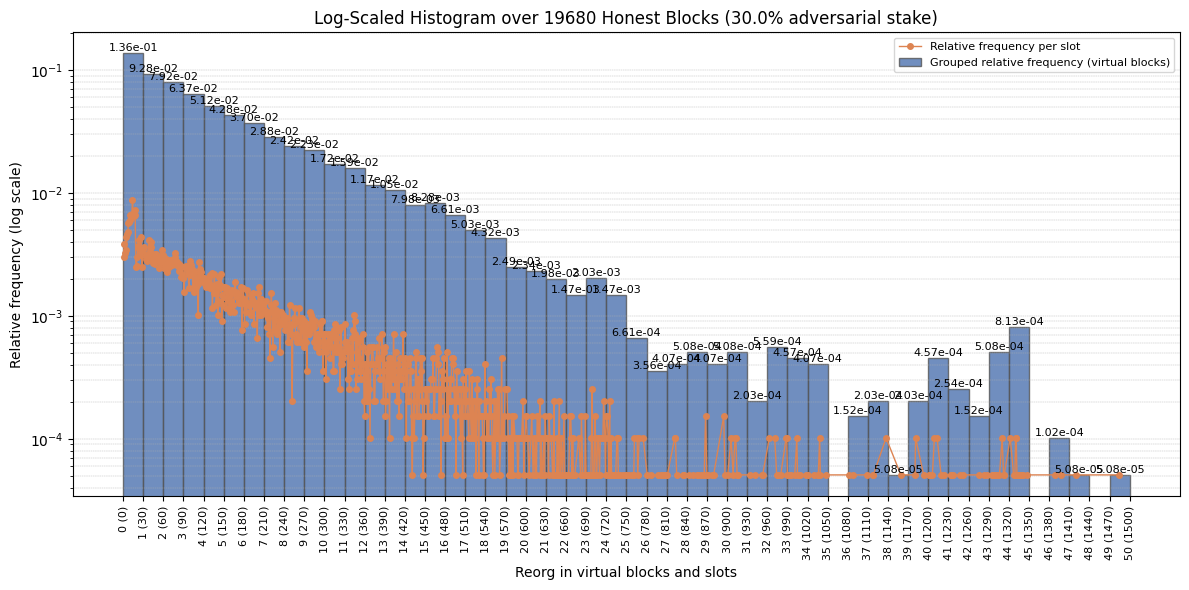 Log-Scaled Histogram over 19680 Honest Blocks (30.0% adversarial stake)
Relative frequency per slot
Grouped relative frequency (virtual blocks)
Relative frequency (log scale)
10⁻¹
10⁻²
10⁻³
10⁻⁴
1.36e-01
9.28e-02
7.92e-02
6.37e-02
5.12e-02
4.28e-02
3.70e-02
2.88e-02
2.42e-02
2.23e-02
1.72e-02
1.59e-02
1.17e-02
1.05e-02
7.98e-03
8.28e-03
6.61e-03
5.03e-03
4.32e-03
2.49e-03
2.34e-03
1.98e-03
1.47e-03
2.03e-03
1.47e-03
6.61e-04
3.56e-04
4.07e-04
5.08e-04
4.07e-04
5.08e-04
2.03e-04
5.59e-04
4.57e-04
4.07e-04
1.52e-04
2.03e-04
5.08e-05
2.03e-04
4.57e-04
2.54e-04
1.52e-04
5.08e-04
8.13e-04
1.02e-04
5.08e-05
5.08e-05
0 (0)
1 (30)
2 (60)
3 (90)
4 (120)
5 (150)
6 (180)
7 (210)
8 (240)
9 (270)
10 (300)
11 (330)
12 (360)
13 (390)
14 (420)
15 (450)
16 (480)
17 (510)
18 (540)
19 (570)
20 (600)
21 (630)
22 (660)
23 (690)
24 (720)
25 (750)
26 (780)
27 (810)
28 (840)
29 (870)
30 (900)
31 (930)
32 (960)
33 (990)
34 (1020)
35 (1050)
36 (1080)
37 (1110)
38 (1140)
39 (1170)
40 (1200)
41 (1230)
42 (1260)
43 (1290)
44 (1320)
45 (1350)
46 (1380)
47 (1410)
48 (1440)
49 (1470)
50 (1500)
Reorg in virtual blocks and slots